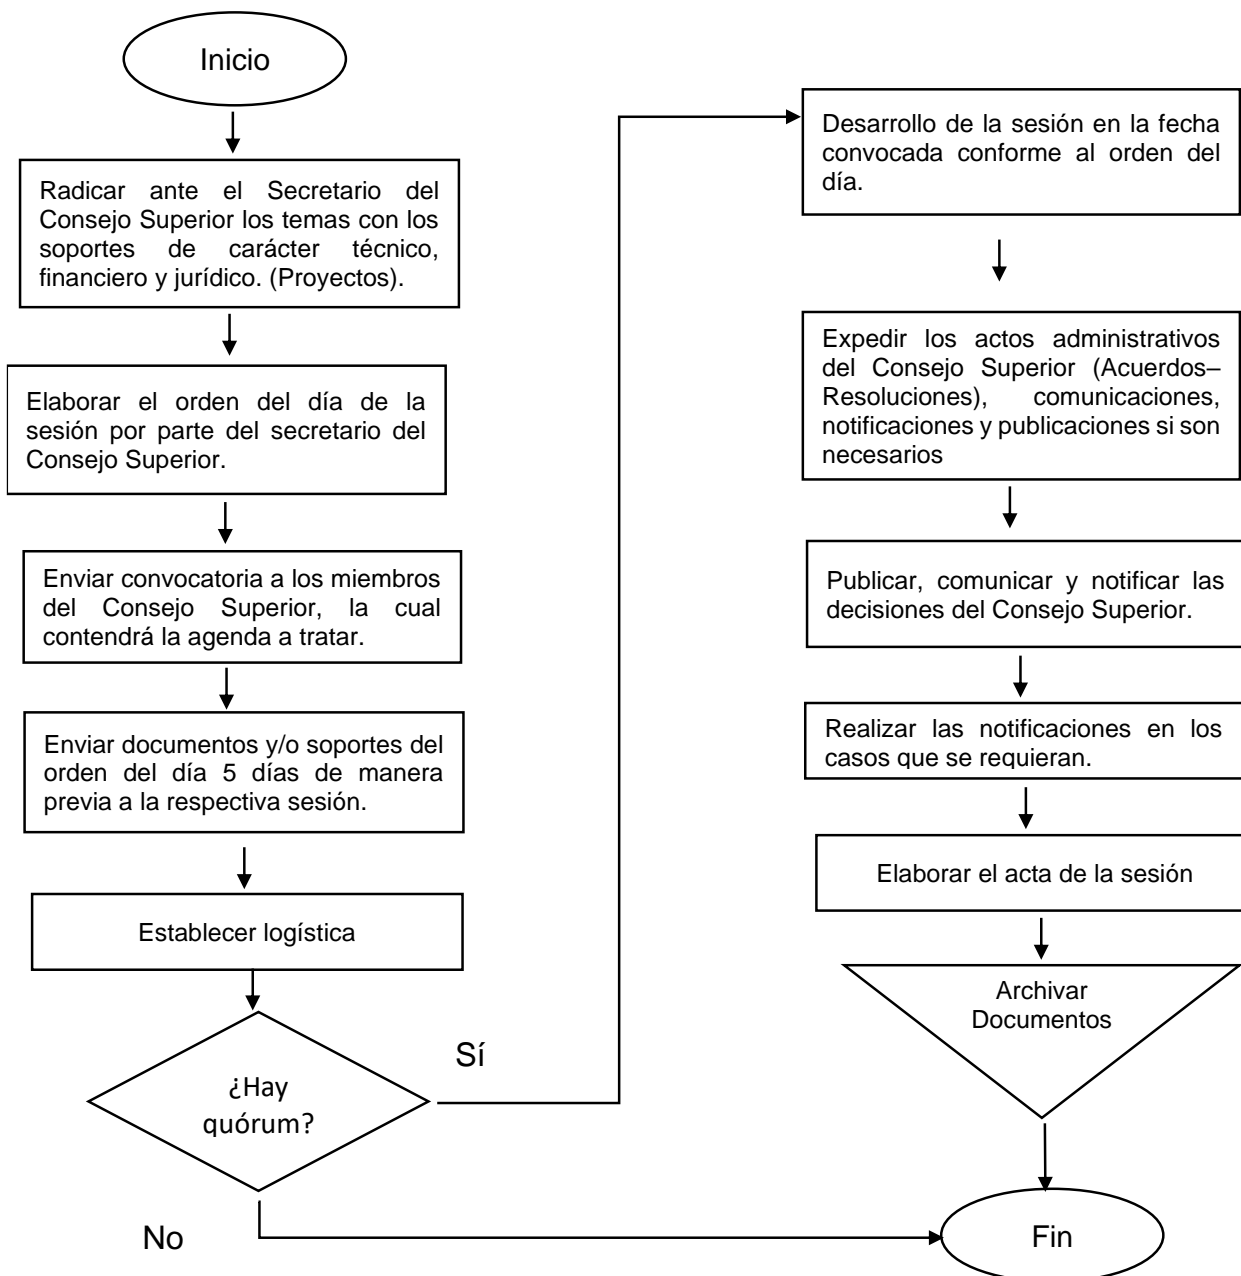 Inicio
Radicar ante el Secretario del
Consejo Superior los temas con los
soportes de carácter técnico,
financiero y jurídico. (Proyectos).
Elaborar el orden del día de la
sesión por parte del secretario del
Consejo Superior.
Enviar convocatoria a los miembros
del Consejo Superior, la cual
contendrá la agenda a tratar.
Enviar documentos y/o soportes del
orden del día 5 días de manera
previa a la respectiva sesión.
Establecer logística
¿Hay
quórum?
Sí
No
Desarrollo de la sesión en la fecha
convocada conforme al orden del
día.
Expedir los actos administrativos
del Consejo Superior (Acuerdos–
Resoluciones), comunicaciones,
notificaciones y publicaciones si son
necesarios
Publicar, comunicar y notificar las
decisiones del Consejo Superior.
Realizar las notificaciones en los
casos que se requieran.
Elaborar el acta de la sesión
Archivar
Documentos
Fin